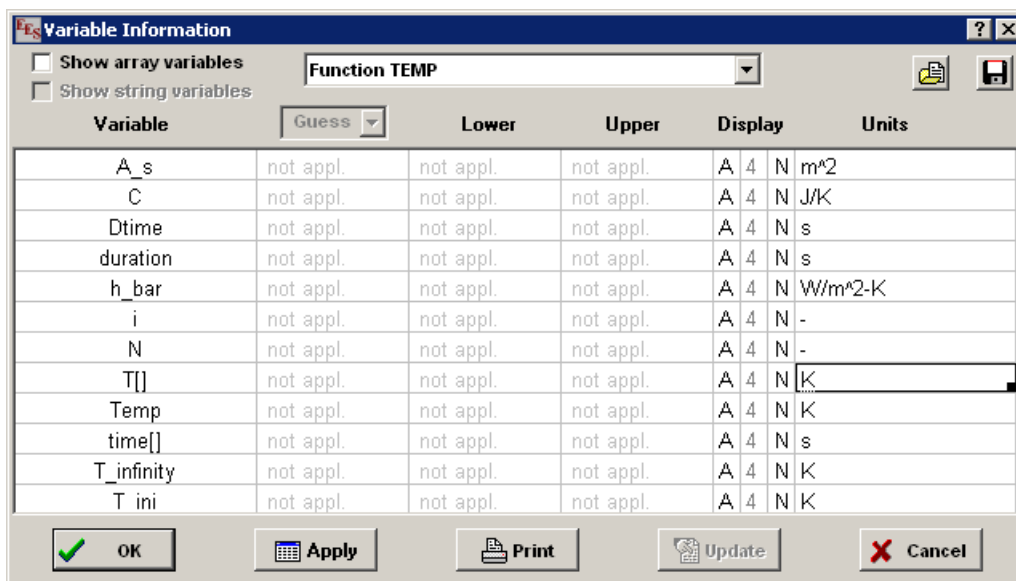 EES Variable Information
Show array variables
Function TEMP
Show string variables
Variable Guess Lower Upper Display Units
A_s not appl. not appl. not appl. A 4 N m^2
C not appl. not appl. not appl. A 4 N J/K
Dtime not appl. not appl. not appl. A 4 N s
duration not appl. not appl. not appl. A 4 N s
h_bar not appl. not appl. not appl. A 4 N W/m^2-K
i not appl. not appl. not appl. A 4 N -
N not appl. not appl. not appl. A 4 N -
T[] not appl. not appl. not appl. A 4 N K
Temp not appl. not appl. not appl. A 4 N K
time[] not appl. not appl. not appl. A 4 N s
T_infinity not appl. not appl. not appl. A 4 N K
T_ini not appl. not appl. not appl. A 4 N K
OK Apply Print Update Cancel